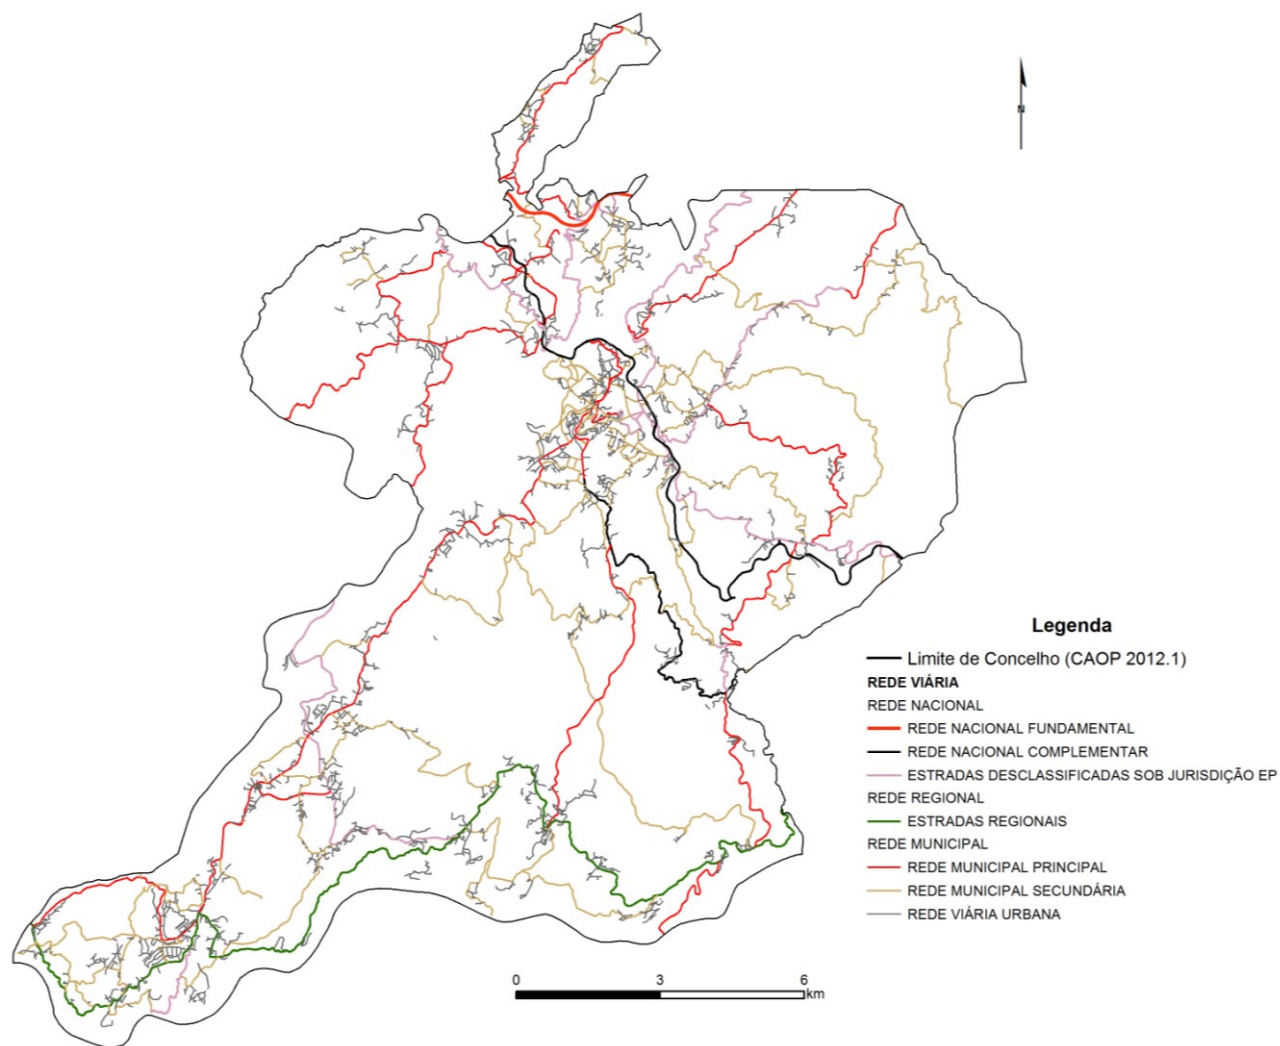 N
Legenda
Limite de Concelho (CAOP 2012.1)
REDE VIÁRIA
REDE NACIONAL
REDE NACIONAL FUNDAMENTAL
REDE NACIONAL COMPLEMENTAR
ESTRADAS DESCLASSIFICADAS SOB JURISDIÇÃO EP
REDE REGIONAL
ESTRADAS REGIONAIS
REDE MUNICIPAL
REDE MUNICIPAL PRINCIPAL
REDE MUNICIPAL SECUNDÁRIA
REDE VIÁRIA URBANA
0 3 6
km